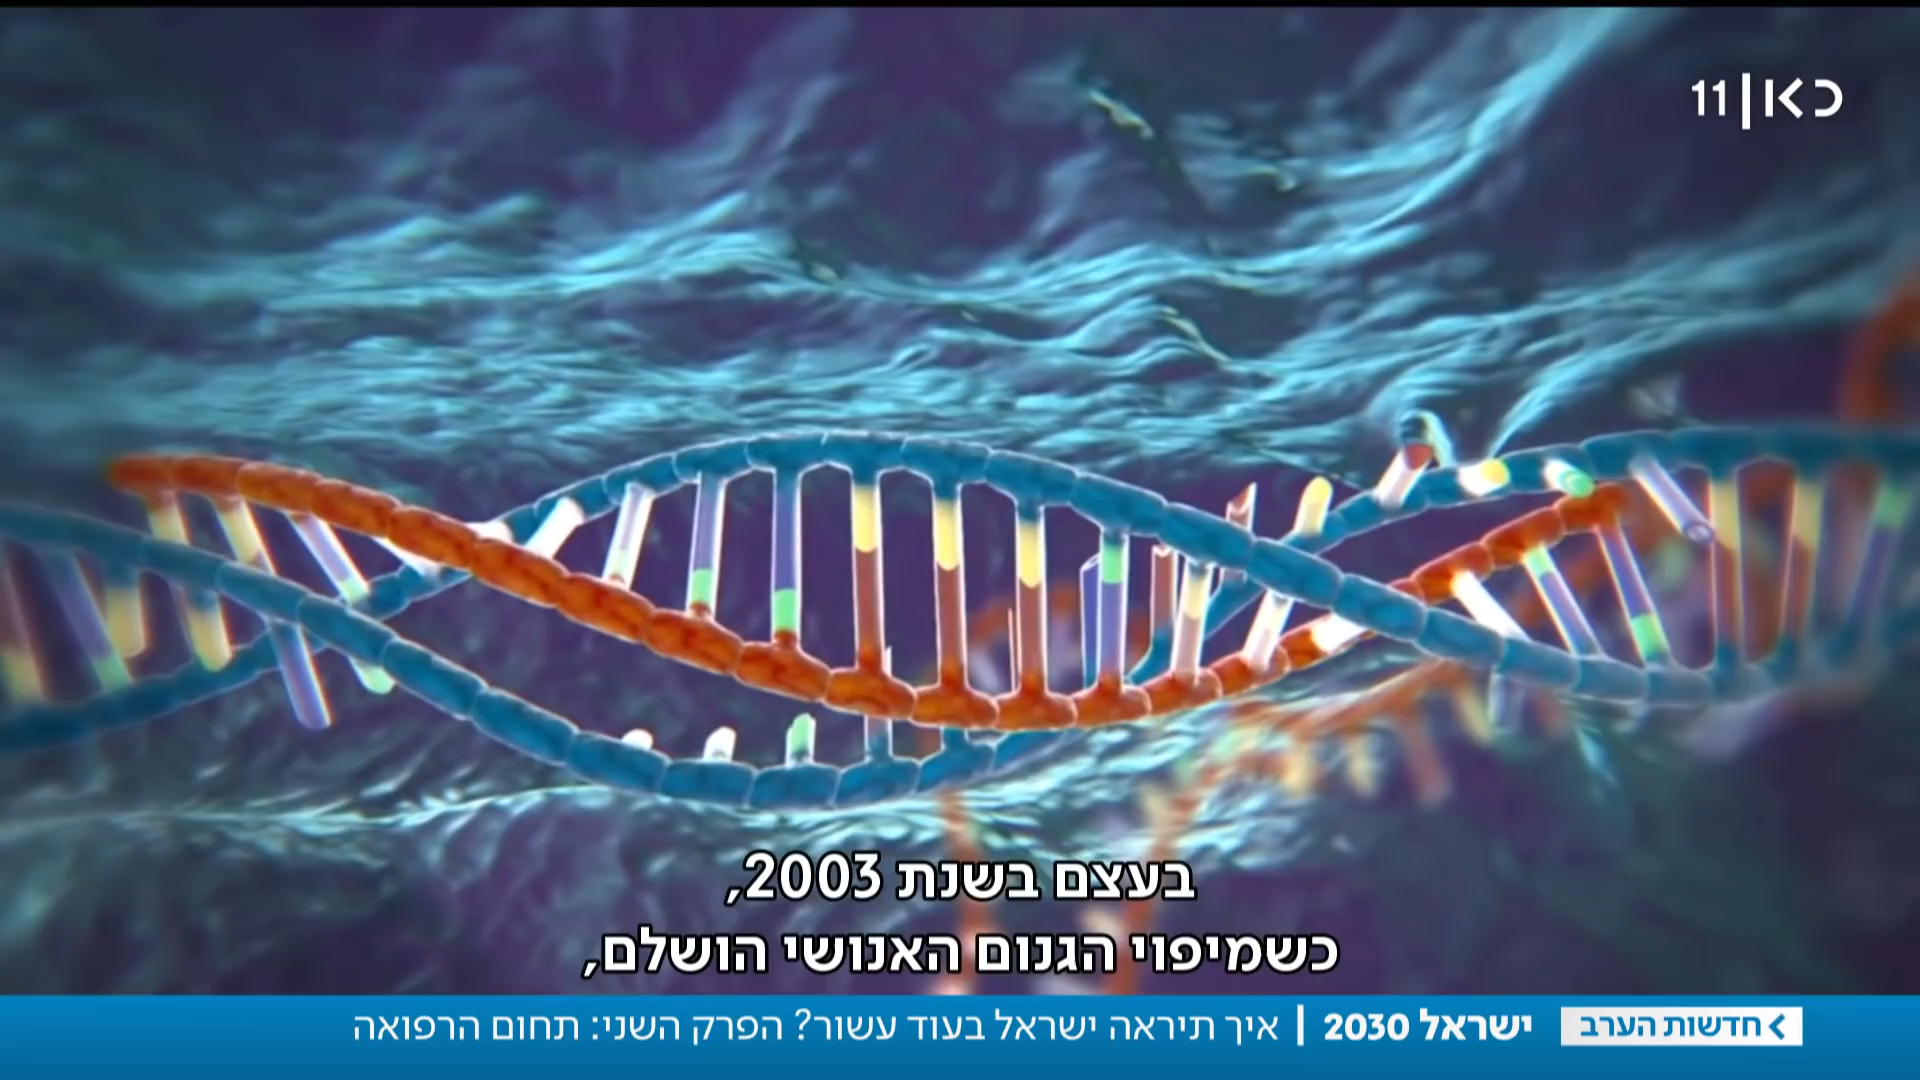 כאן|11
בעצם בשנת 2003,
כשמיפוי הגנום האנושי הושלם,
חדשות הערב
ישראל 2030 | איך תיראה ישראל בעוד עשור? הפרק השני: תחום הרפואה